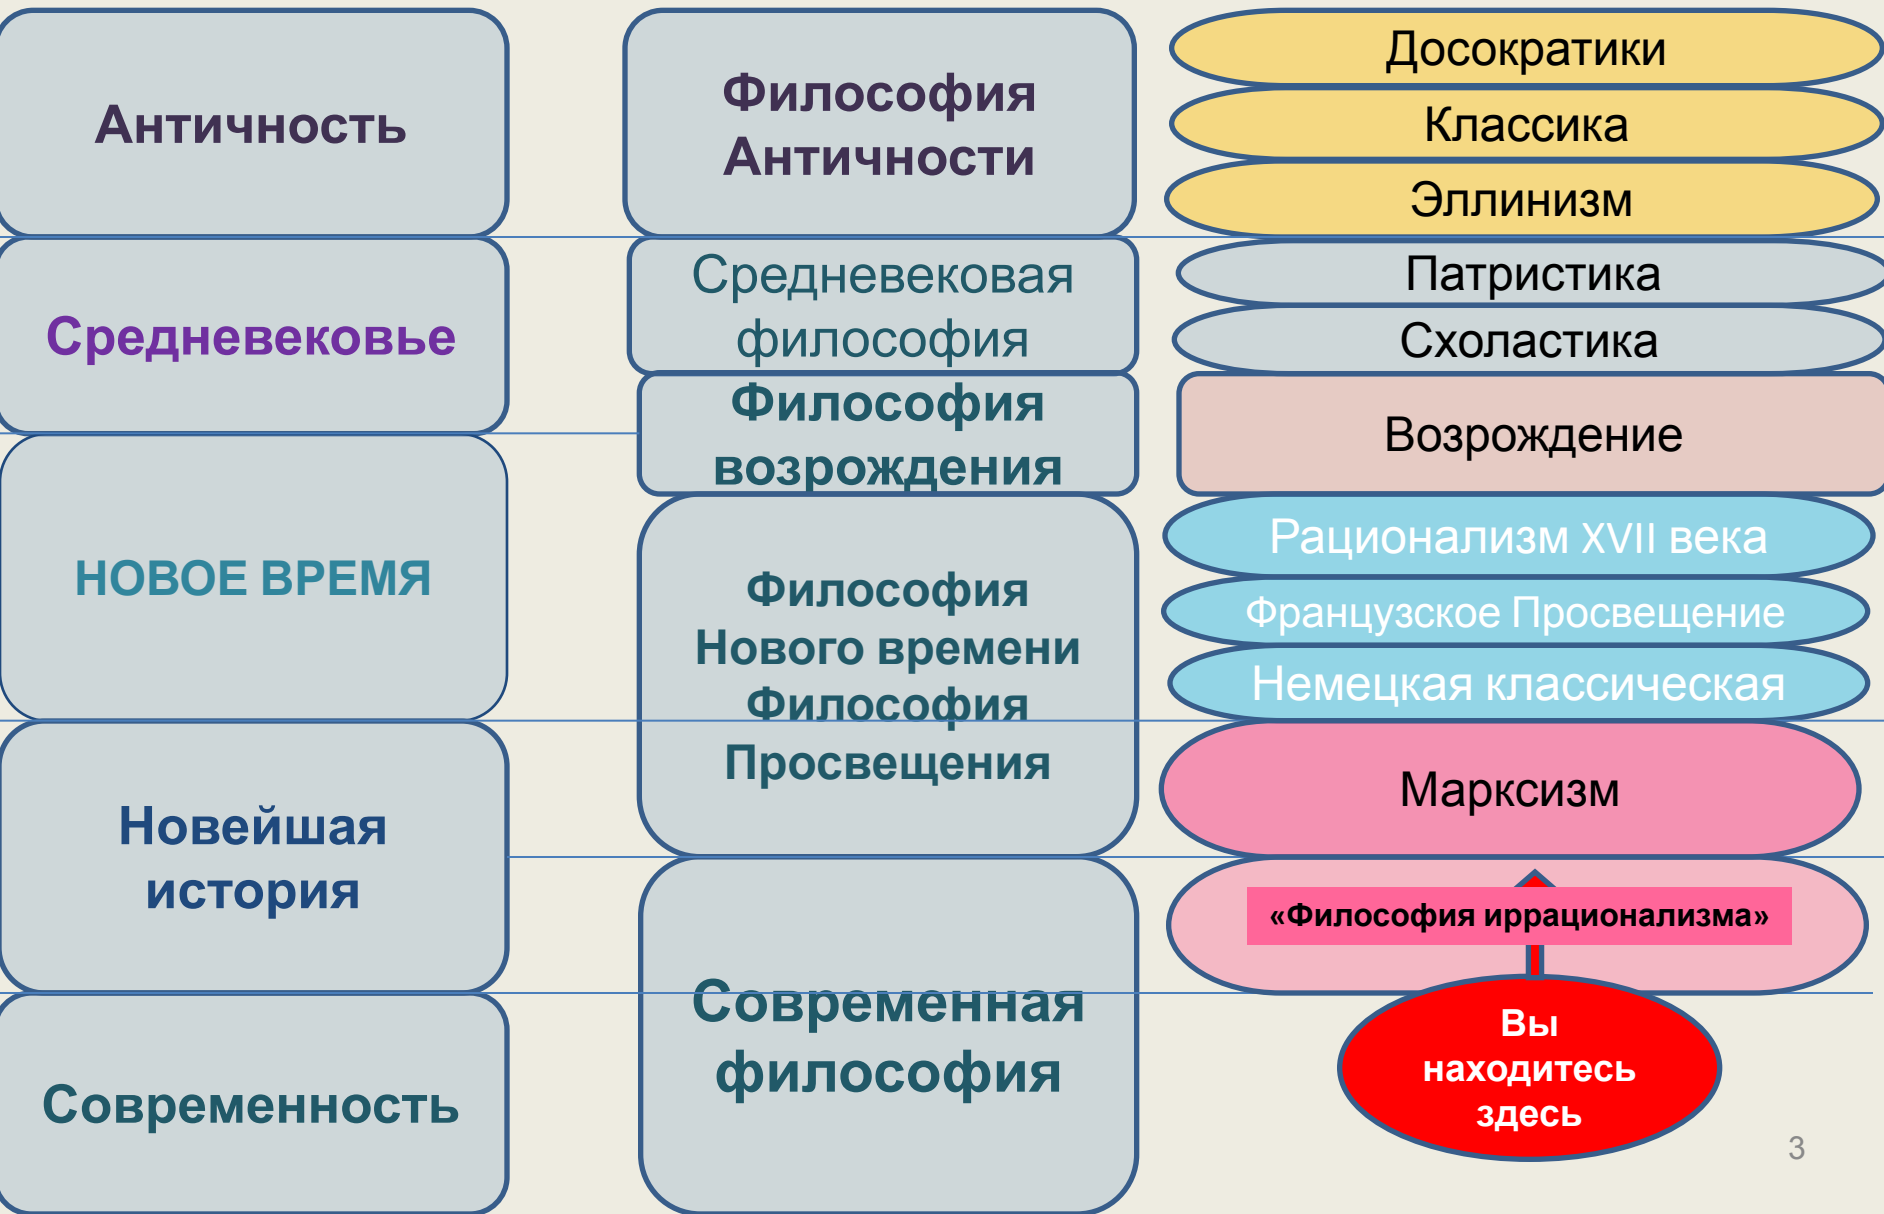 Античность
Средневековье
НОВОЕ ВРЕМЯ
Новейшая
история
Современность
Философия
Античности
Средневековая
философия
Философия
возрождения
Философия
Нового времени
Философия
Просвещения
Современная
философия
Досократики
Классика
Эллинизм
Патристика
Схоластика
Возрождение
Рационализм XVII века
Французское Просвещение
Немецкая классическая
Марксизм
«Философия иррационализма»
Вы
находитесь
здесь
3